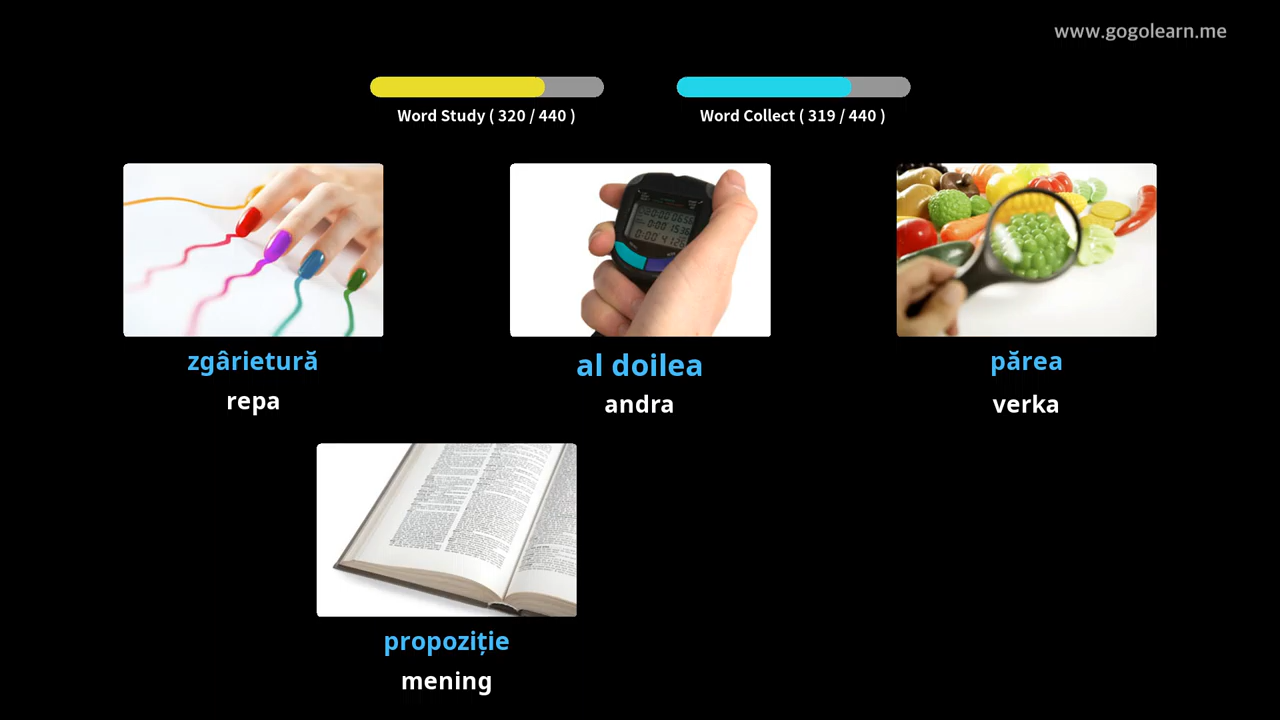 www.gogolearn.me
Word Study ( 320 / 440 )
Word Collect ( 319 / 440 )
zgârietură
repa
al doilea
andra
părea
verka
propoziție
mening